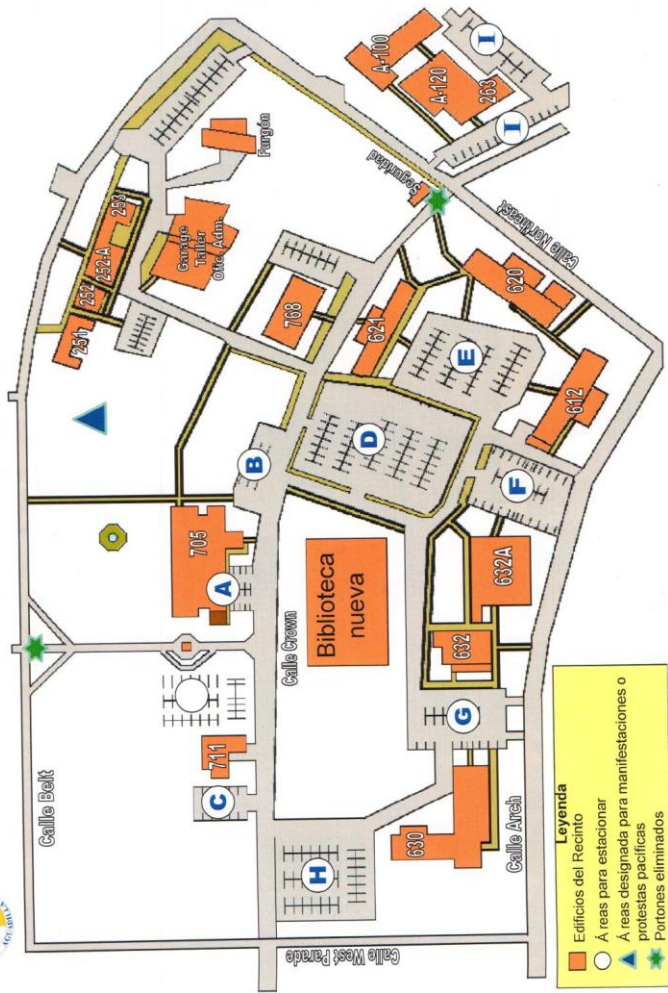 Calle Belt
Calle West Parade
Calle Crown
Calle Arch
Calle Northeast
251
252
252-A
253
Garage
Taller
Ofic. Adm.
Furgón
Seguridad
A-100
A-120
263
I
I
768
621
620
612
E
D
F
B
705
A
Biblioteca
nueva
632A
632
G
711
C
H
630
Leyenda
Edificios del Recinto
Á reas para estacionar
Á reas designada para manifestaciones o
protestas pacíficas
Portones eliminados